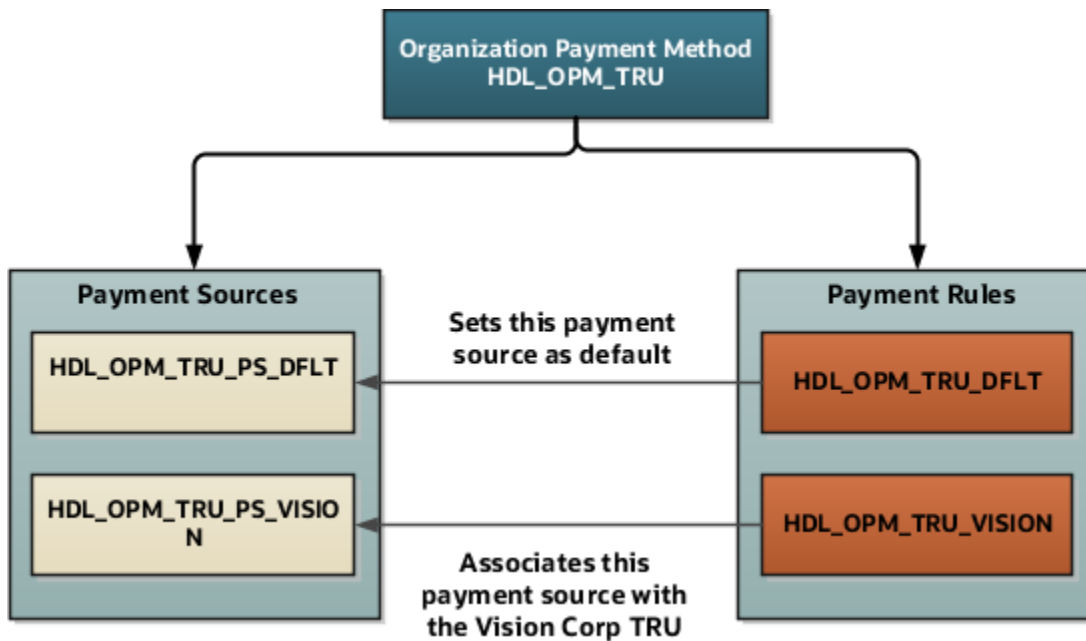 Organization Payment Method
HDL_OPM_TRU
Payment Sources
HDL_OPM_TRU_PS_DFLT
HDL_OPM_TRU_PS_VISIO
N
Sets this payment
source as default
Associates this
payment source with
the Vision Corp TRU
Payment Rules
HDL_OPM_TRU_DFLT
HDL_OPM_TRU_VISION